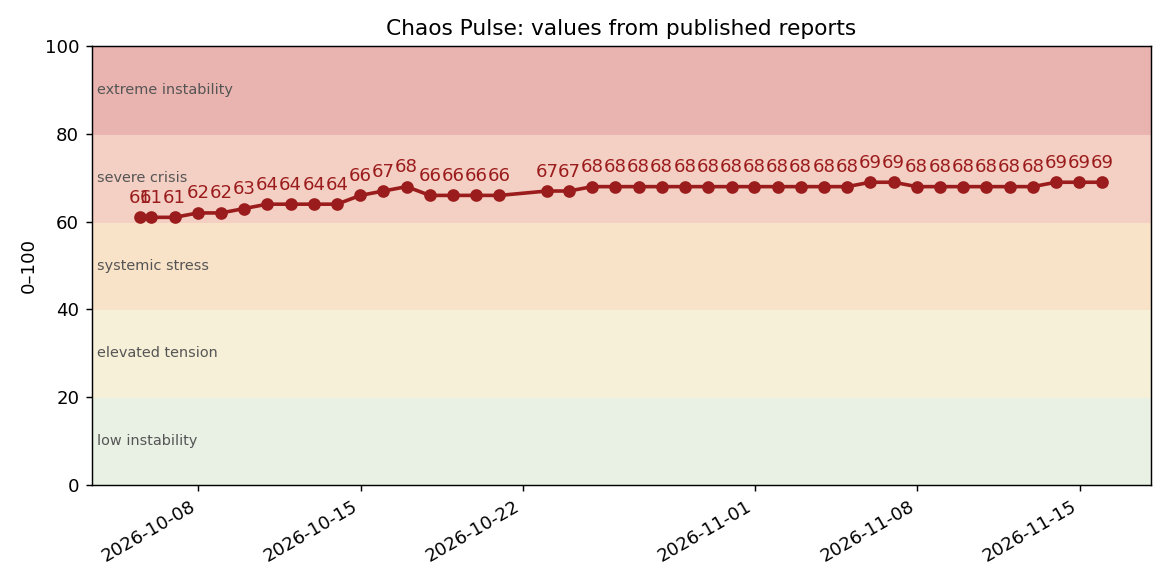 Chaos Pulse: values from published reports
100
80
60
40
20
0
0–100
extreme instability
severe crisis
systemic stress
elevated tension
low instability
61 61 61 62 62 63 64 64 64 64 66 67 68 66 66 66 66 67 67 68 68 68 68 68 68 68 68 68 68 68 68 69 69 68 68 68 68 68 68 69 69 69
2026-10-08
2026-10-15
2026-10-22
2026-11-01
2026-11-08
2026-11-15